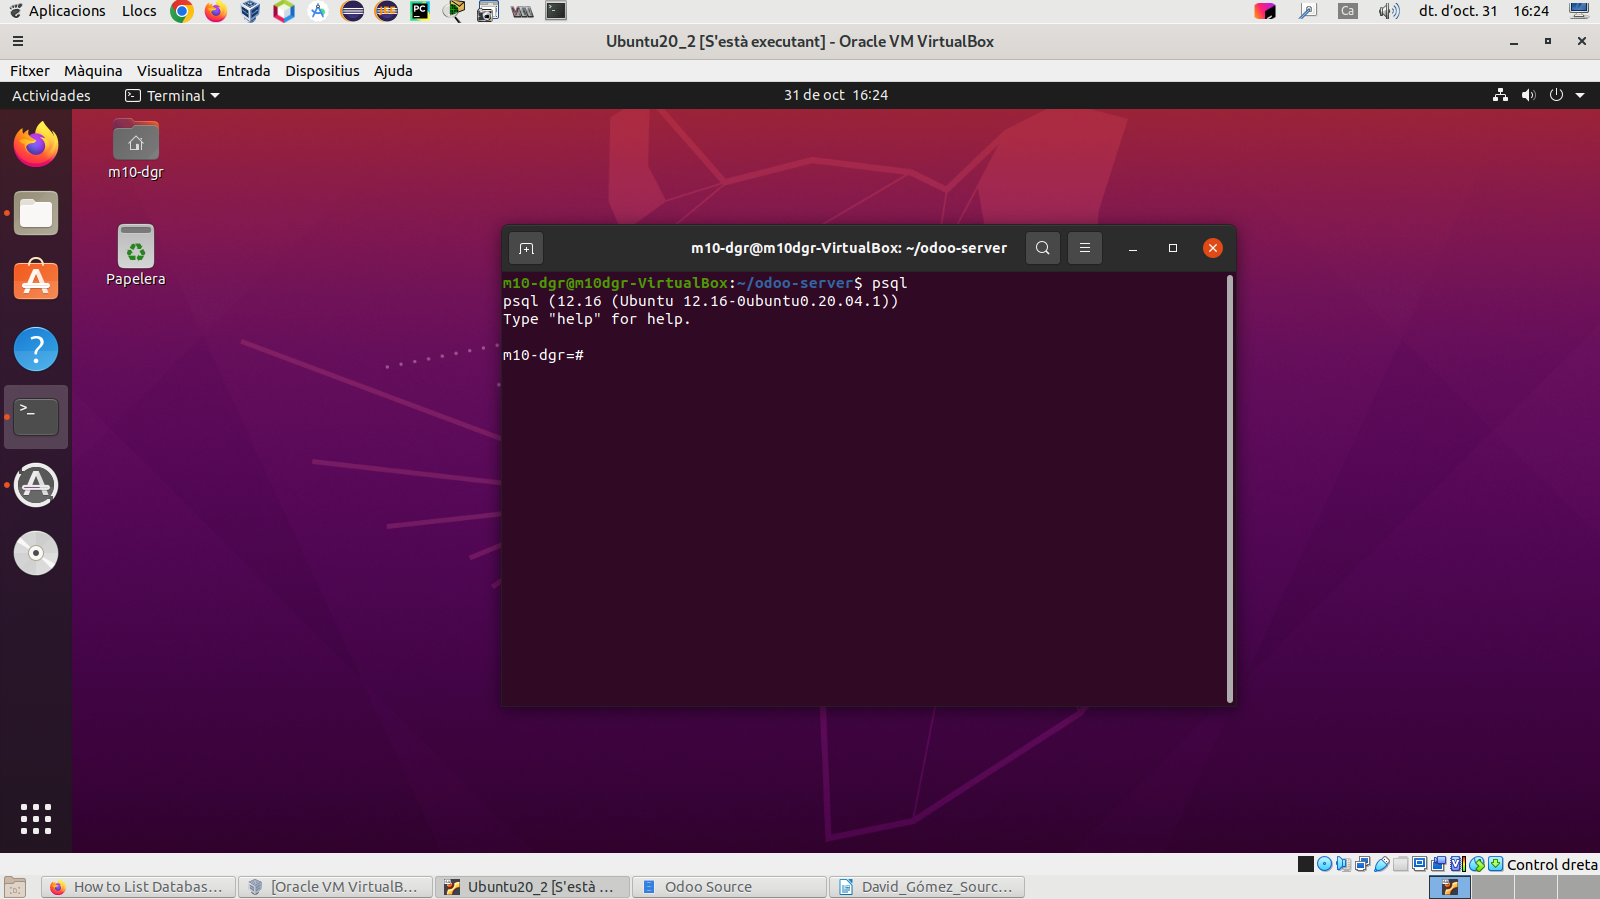 Aplicacions Llocs Ca dt. d'oct. 31 16:24
Ubuntu20_2 [S'està executant] - Oracle VM VirtualBox
Fitxer Màquina Visualitza Entrada Dispositius Ajuda
Actividades Terminal 31 de oct 16:24
m10-dgr
Papelera
m10-dgr@m10dgr-VirtualBox: ~/odoo-server
m10-dgr@m10dgr-VirtualBox:~/odoo-server$ psql
psql (12.16 (Ubuntu 12.16-0ubuntu0.20.04.1))
Type "help" for help.
m10-dgr=#
Control dreta
How to List Databas... [Oracle VM VirtualB... Ubuntu20_2 [S'està ... Odoo Source David_Gómez_Sourc...